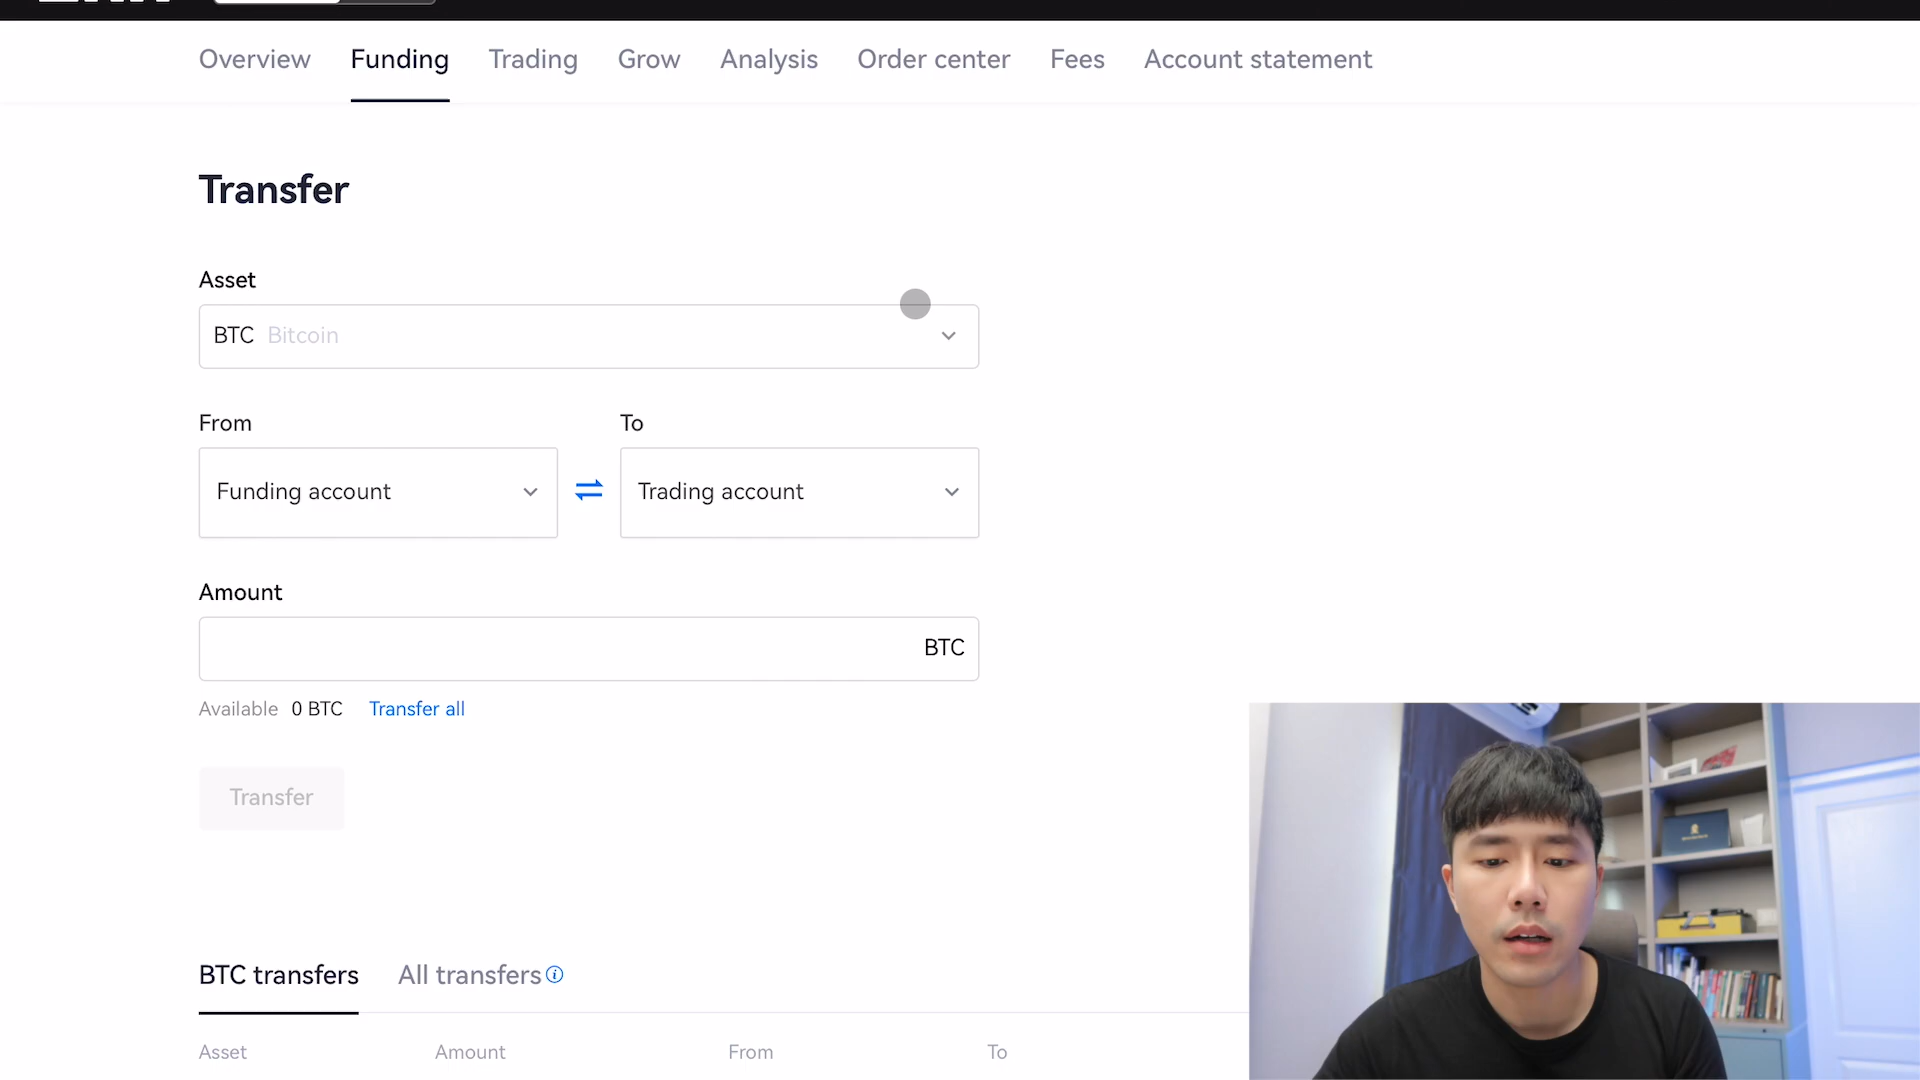 Overview Funding Trading Grow Analysis Order center Fees Account statement
Transfer
Asset
BTC Bitcoin
From To
Funding account Trading account
Amount
BTC
Available 0 BTC Transfer all
Transfer
BTC transfers All transfers
Asset Amount From To